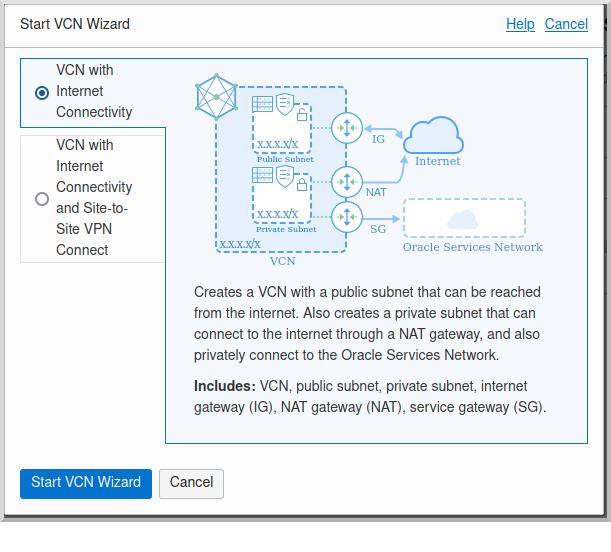 Start VCN Wizard
Help Cancel
VCN with
Internet
Connectivity
VCN with
Internet
Connectivity
and Site-to-
Site VPN
Connect
X.X.X.X/X
Public Subnet
IG
Internet
NAT
X.X.X.X/X
Private Subnet
SG
X.X.X.X/X
Oracle Services Network
VCN
Creates a VCN with a public subnet that can be reached
from the internet. Also creates a private subnet that can
connect to the internet through a NAT gateway, and also
privately connect to the Oracle Services Network.
Includes: VCN, public subnet, private subnet, internet
gateway (IG), NAT gateway (NAT), service gateway (SG).
Start VCN Wizard
Cancel